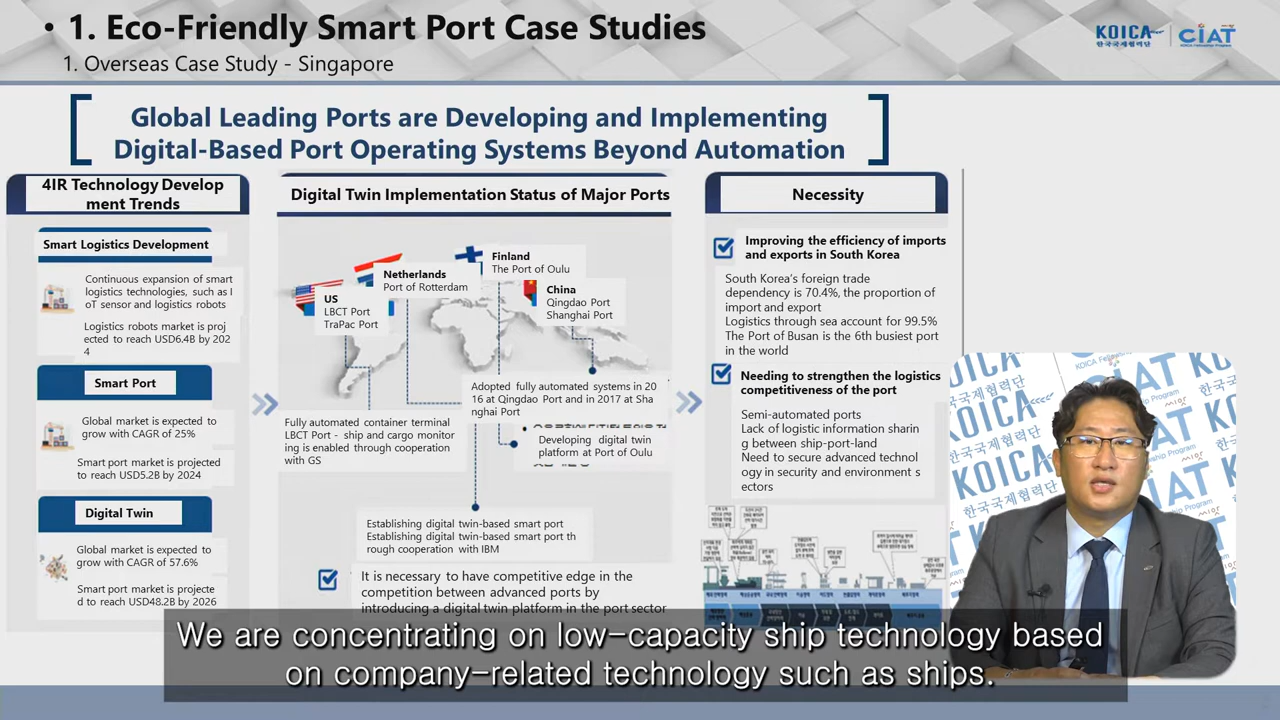 • 1. Eco-Friendly Smart Port Case Studies
1. Overseas Case Study - Singapore
KOICA
한국국제협력단
CIAT
KOICA Fellowship Program
Global Leading Ports are Developing and Implementing
Digital-Based Port Operating Systems Beyond Automation
4IR Technology Develop
ment Trends
Smart Logistics Development
Continuous expansion of smart
logistics technologies, such as I
oT sensor and logistics robots
Logistics robots market is proj
ected to reach USD6.4B by 202
4
Smart Port
Global market is expected to
grow with CAGR of 25%
Smart port market is projected
to reach USD5.2B by 2024
Digital Twin
Global market is expected to
grow with CAGR of 37.6%
Smart port market is projecte
d to reach USD48.2B by 2026
Digital Twin Implementation Status of Major Ports
Finland
The Port of Oulu
Netherlands
Port of Rotterdam
US
LBCT Port
TraPac Port
China
Qingdao Port
Shanghai Port
Adopted fully automated systems in 20
16 at Qingdao Port and in 2017 at Sha
nghai Port
Fully automated container terminal
LBCT Port - ship and cargo monitor
ing is enabled through cooperation
with GS
Developing digital twin
platform at Port of Oulu
Establishing digital twin-based smart port
Establishing digital twin-based smart port th
rough cooperation with IBM
It is necessary to have competitive edge in the
competition between advanced ports by
introducing a digital twin platform in the port sector
Necessity
Improving the efficiency of imports
and exports in South Korea
South Korea's foreign trade
dependency is 70.4%, the proportion of
import and export
Logistics through sea account for 99.5%
The Port of Busan is the 6th busiest port
in the world
Needing to strengthen the logistics
competitiveness of the port
Semi-automated ports
Lack of logistic information sharin
g between ship-port-land
Need to secure advanced technol
ogy in security and environment s
ectors
KOICA
한국국제협력단
CIAT
We are concentrating on low-capacity ship technology based
on company-related technology such as ships.